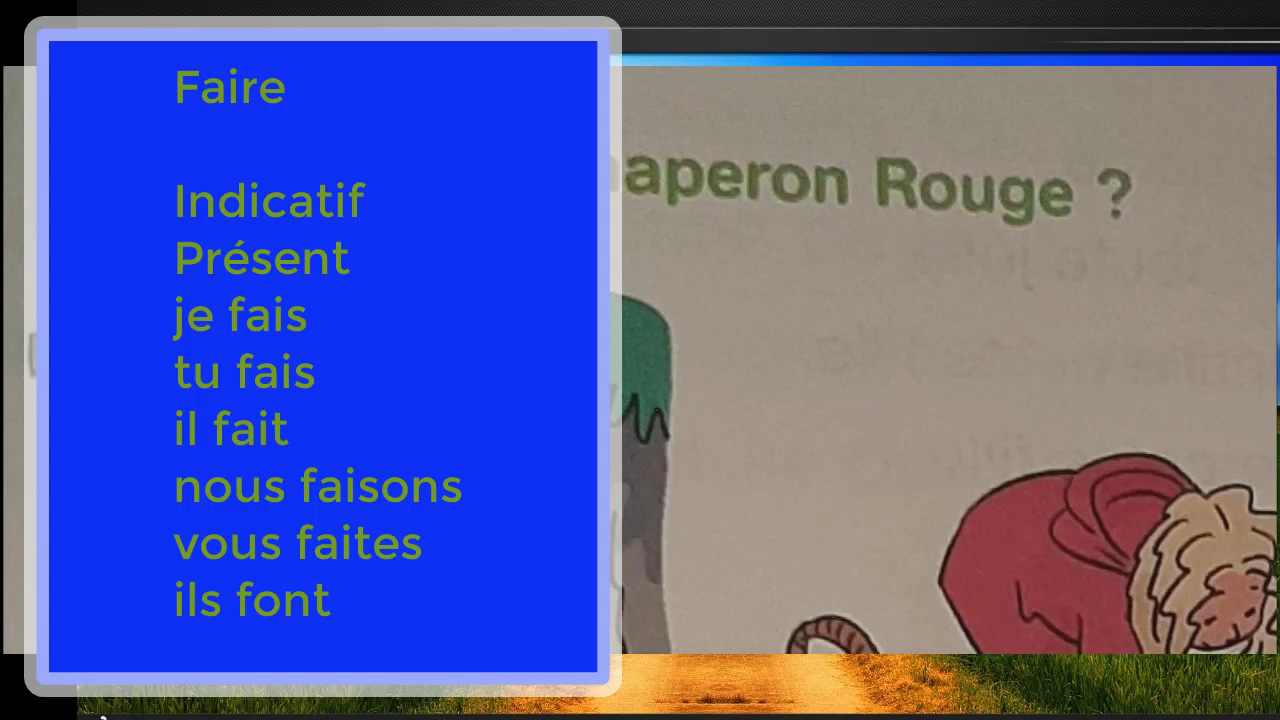 Faire
Indicatif
Présent
je fais
tu fais
il fait
nous faisons
vous faites
ils font
aperon Rouge ?